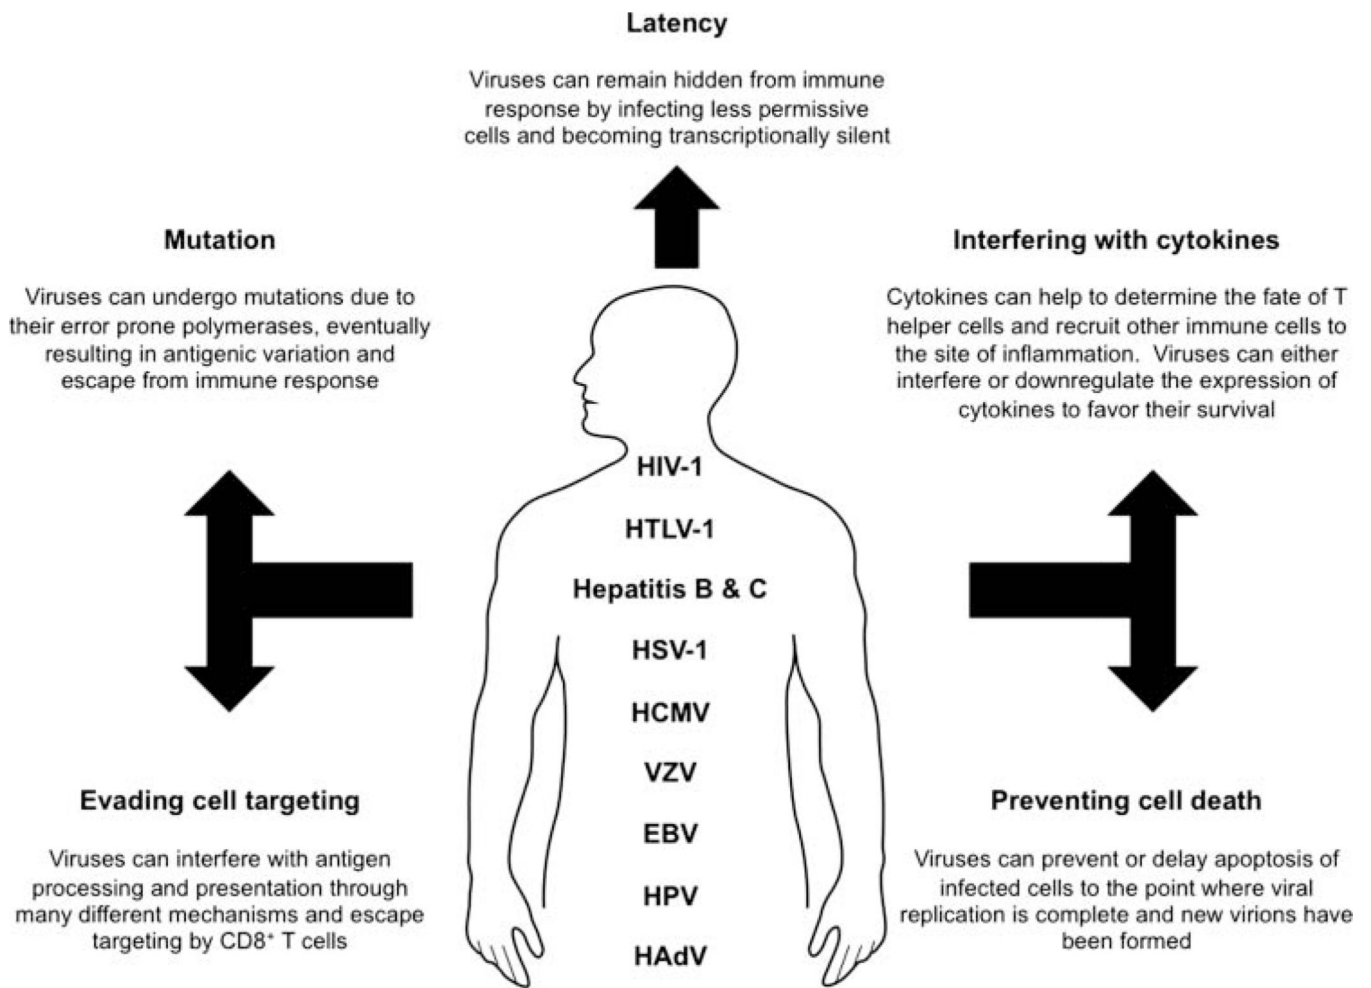 Latency
Viruses can remain hidden from immune
response by infecting less permissive
cells and becoming transcriptionally silent
Mutation
Viruses can undergo mutations due to
their error prone polymerases, eventually
resulting in antigenic variation and
escape from immune response
Interfering with cytokines
Cytokines can help to determine the fate of T
helper cells and recruit other immune cells to
the site of inflammation. Viruses can either
interfere or downregulate the expression of
cytokines to favor their survival
HIV-1
HTLV-1
Hepatitis B & C
HSV-1
HCMV
VZV
EBV
HPV
HAdV
Evading cell targeting
Viruses can interfere with antigen
processing and presentation through
many different mechanisms and escape
targeting by CD8⁺ T cells
Preventing cell death
Viruses can prevent or delay apoptosis of
infected cells to the point where viral
replication is complete and new virions have
been formed